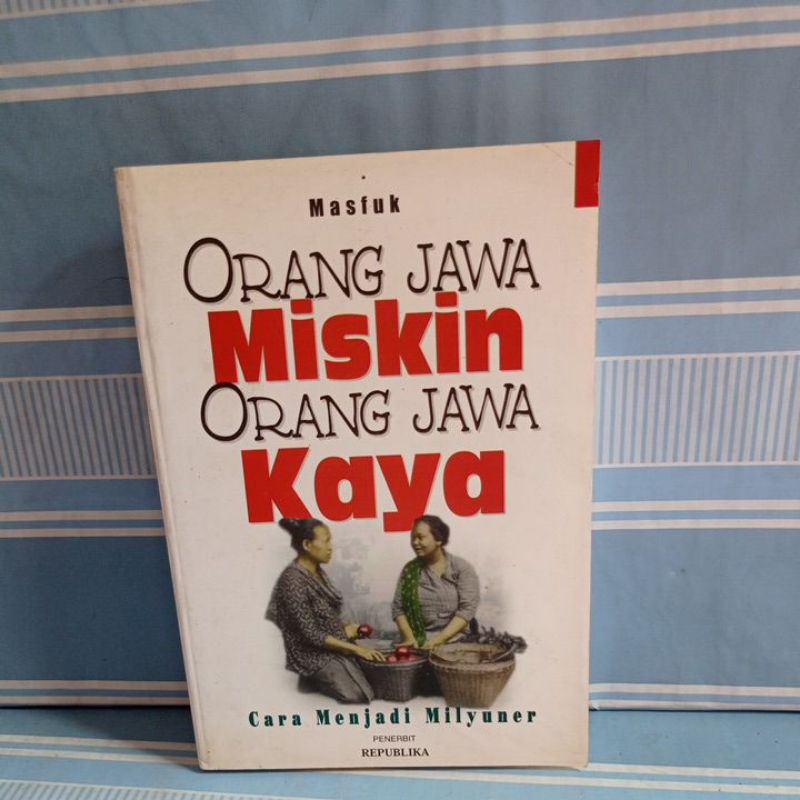 Masfuk
ORANG JAWA
Miskin
ORANG JAWA
Kaya
Cara Menjadi Milyuner
PENERBIT
REPUBLIKA